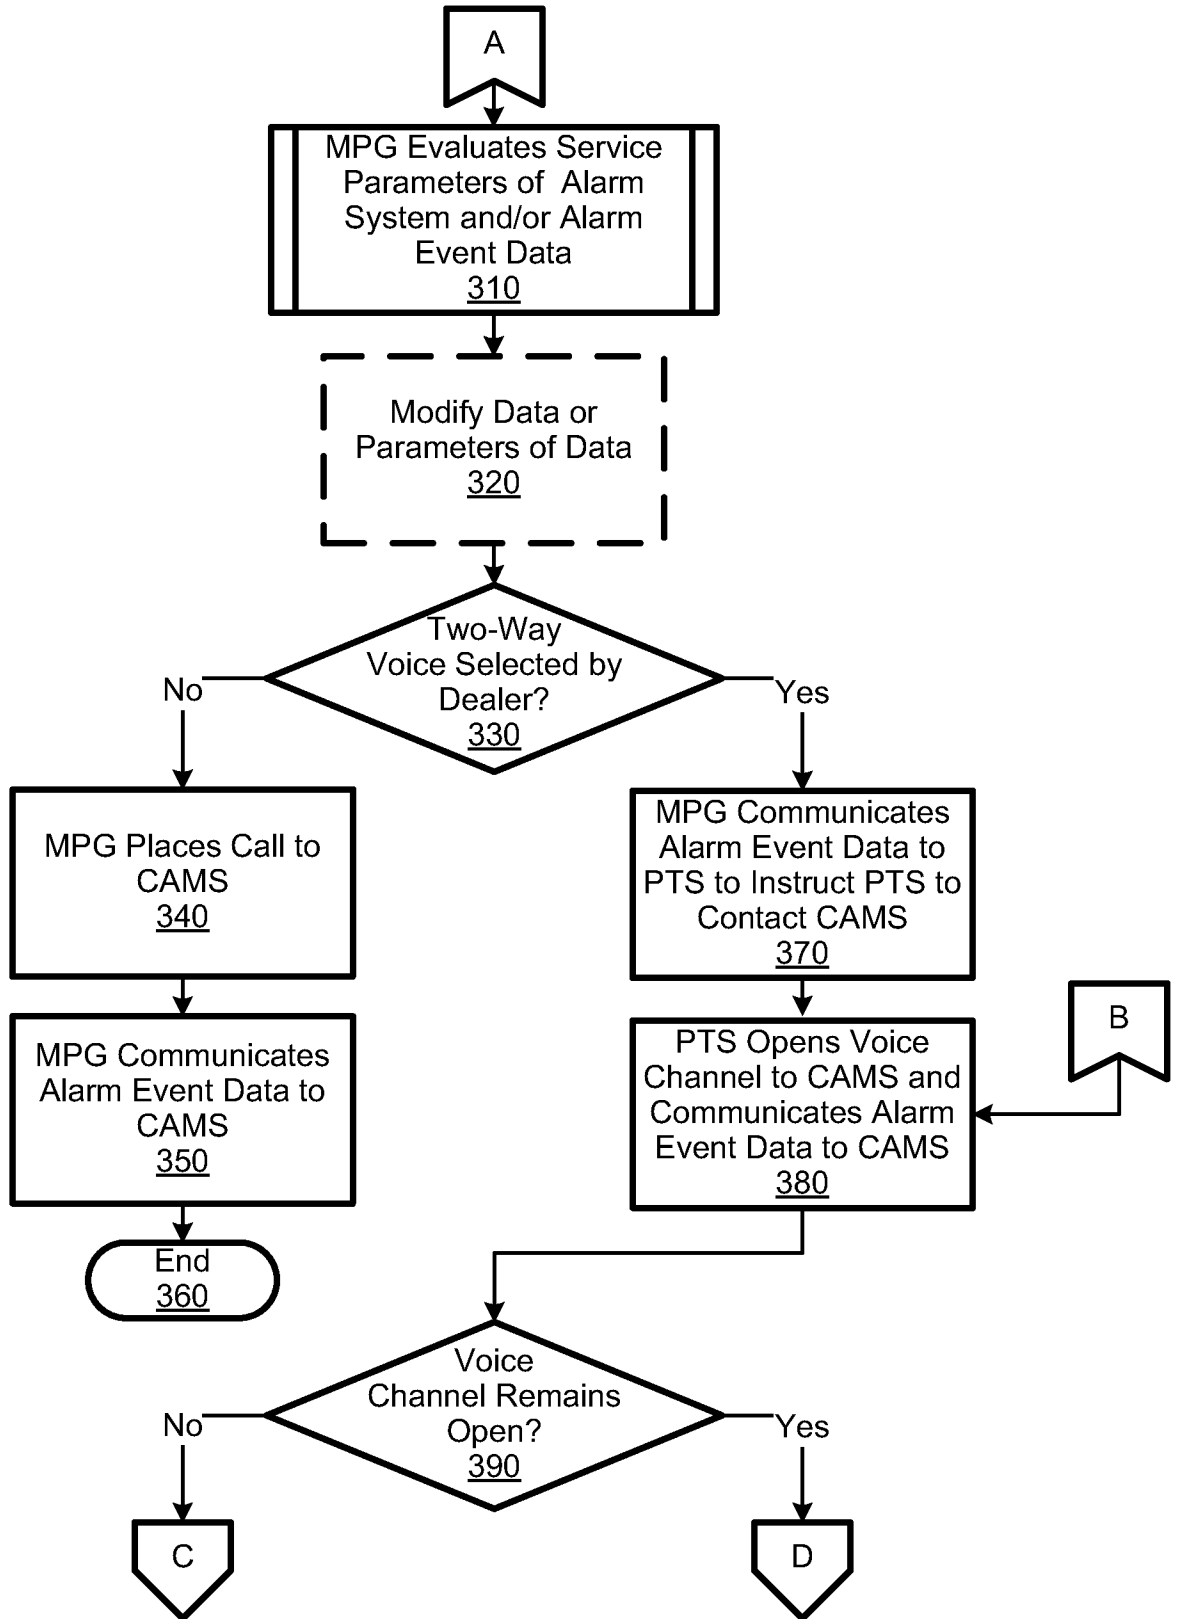 A
MPG Evaluates Service
Parameters of Alarm
System and/or Alarm
Event Data
310
Modify Data or
Parameters of Data
320
Two-Way
Voice Selected by
Dealer?
330
No
Yes
MPG Places Call to
CAMS
340
MPG Communicates
Alarm Event Data to
PTS to Instruct PTS to
Contact CAMS
370
MPG Communicates
Alarm Event Data to
CAMS
350
PTS Opens Voice
Channel to CAMS and
Communicates Alarm
Event Data to CAMS
380
B
End
360
Voice
Channel Remains
Open?
390
No
Yes
C
D